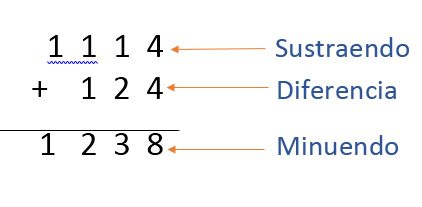 1 1 1 4 Sustraendo
+ 1 2 4 Diferencia
1 2 3 8 Minuendo